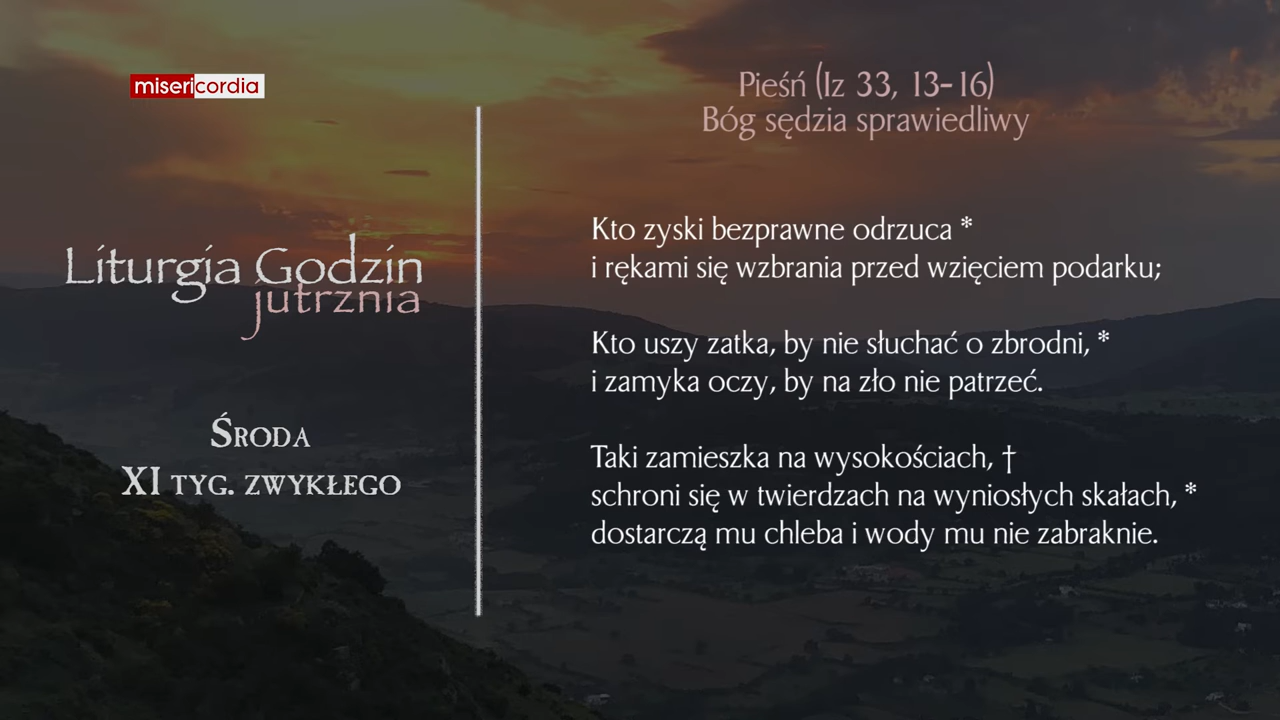 misericordia
Liturgia Godzin
jutrznia
Środa
XI tyg. zwykłego
Pieśń (Iz 33, 13-16)
Bóg sędzia sprawiedliwy
Kto zyski bezprawne odrzuca *
i rękami się wzbrania przed wzięciem podarku;
Kto uszy zatka, by nie słuchać o zbrodni, *
i zamyka oczy, by na zło nie patrzeć.
Taki zamieszka na wysokościach, †
schroni się w twierdzach na wyniosłych skałach, *
dostarczą mu chleba i wody mu nie zabraknie.